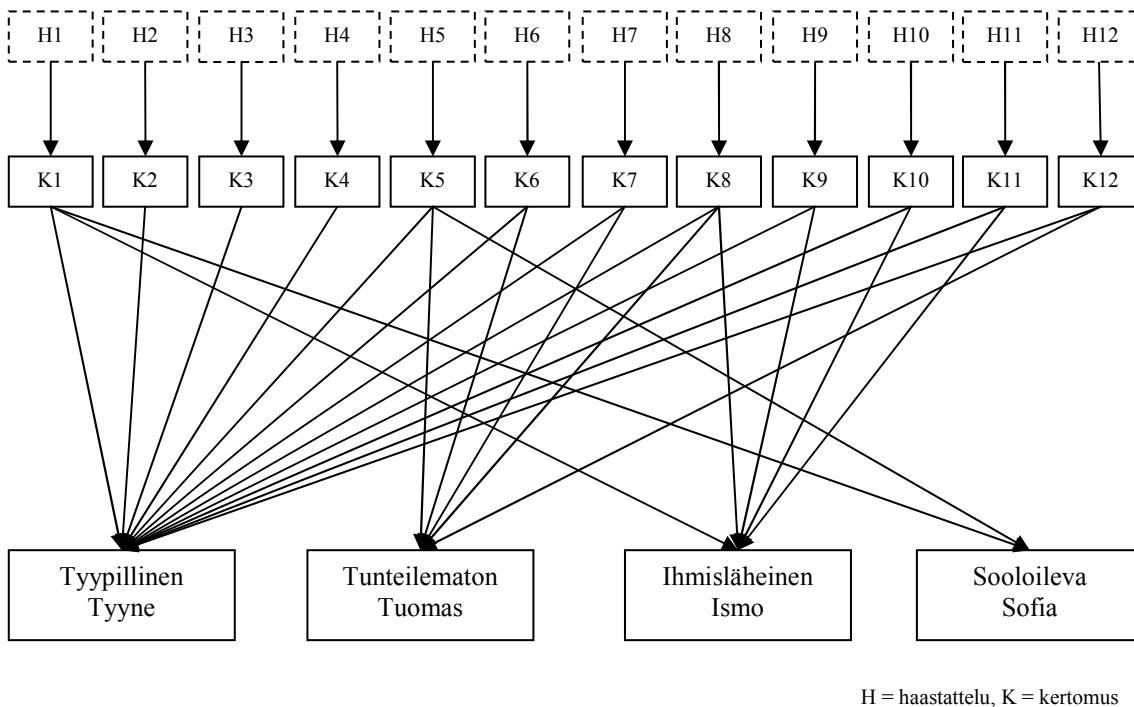 H1 H2 H3 H4 H5 H6 H7 H8 H9 H10 H11 H12
K1 K2 K3 K4 K5 K6 K7 K8 K9 K10 K11 K12
Tyypillinen
Tyyne
Tunteilematon
Tuomas
Ihmisläheinen
Ismo
Sooloileva
Sofia
H = haastattelu, K = kertomus